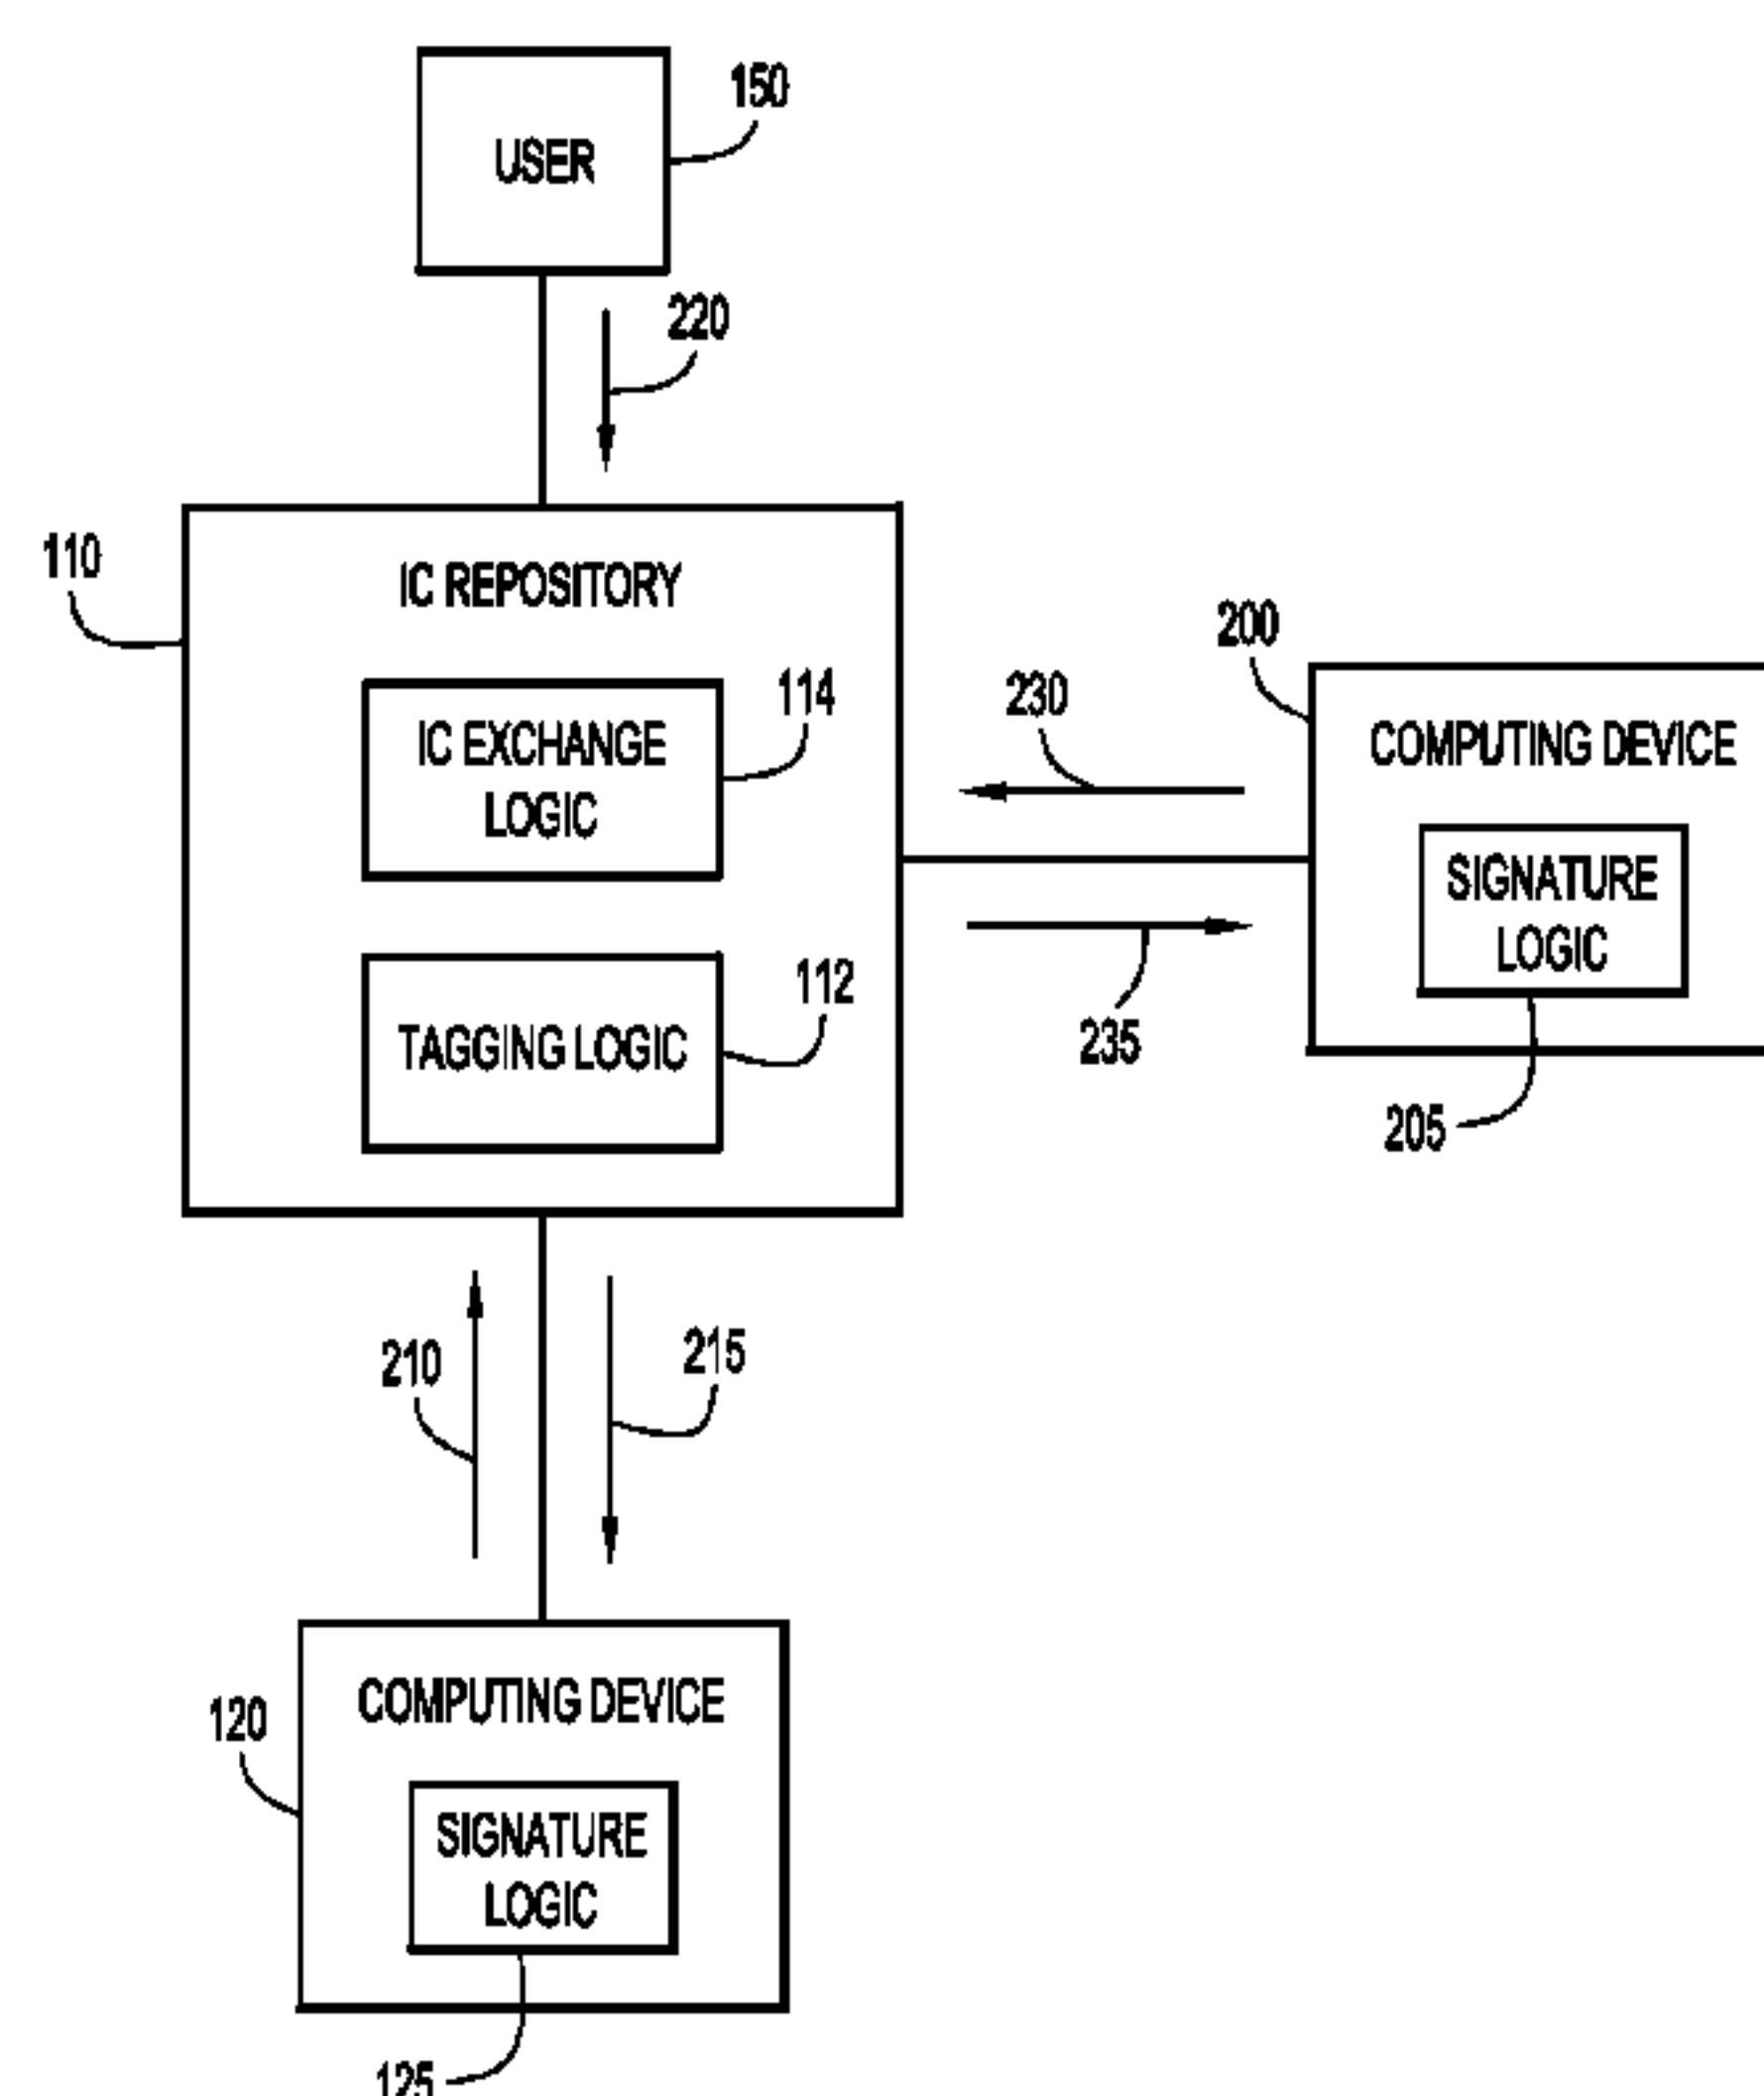 150
USER
220
110
IC REPOSITORY
114
IC EXCHANGE
LOGIC
112
TAGGING LOGIC
200
230
COMPUTING DEVICE
SIGNATURE
LOGIC
235
205
210
215
120
COMPUTING DEVICE
SIGNATURE
LOGIC
125